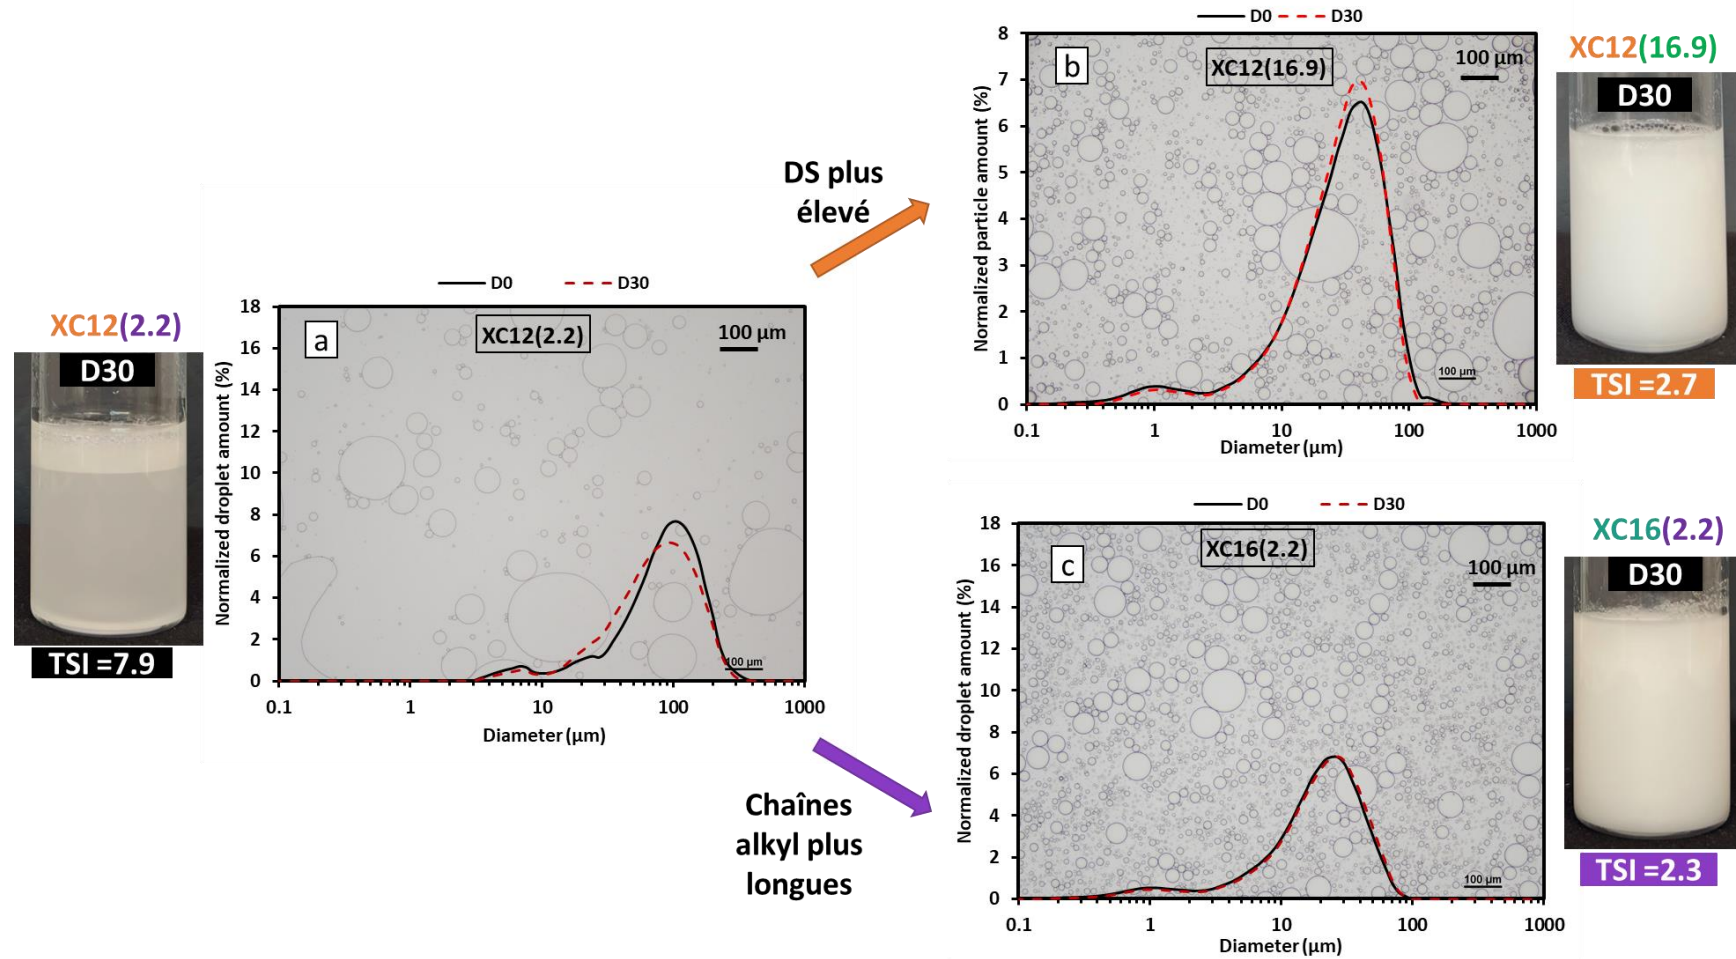 XC12(2.2)
D30
TSI =7.9
D0
D30
Normalized droplet amount (%)
18
16
14
12
10
8
6
4
2
0
a
XC12(2.2)
100 µm
100 µm
0.1
1
10
100
1000
Diameter (µm)
DS plus
élevé
Chaînes
alkyl plus
longues
D0
D30
Normalized particle amount (%)
8
7
6
5
4
3
2
1
0
b
XC12(16.9)
100 µm
100 µm
0.1
1
10
100
1000
Diameter (µm)
XC12(16.9)
D30
TSI =2.7
D0
D30
Normalized droplet amount (%)
18
16
14
12
10
8
6
4
2
0
c
XC16(2.2)
100 µm
100 µm
0.1
1
10
100
1000
Diameter (µm)
XC16(2.2)
D30
TSI =2.3